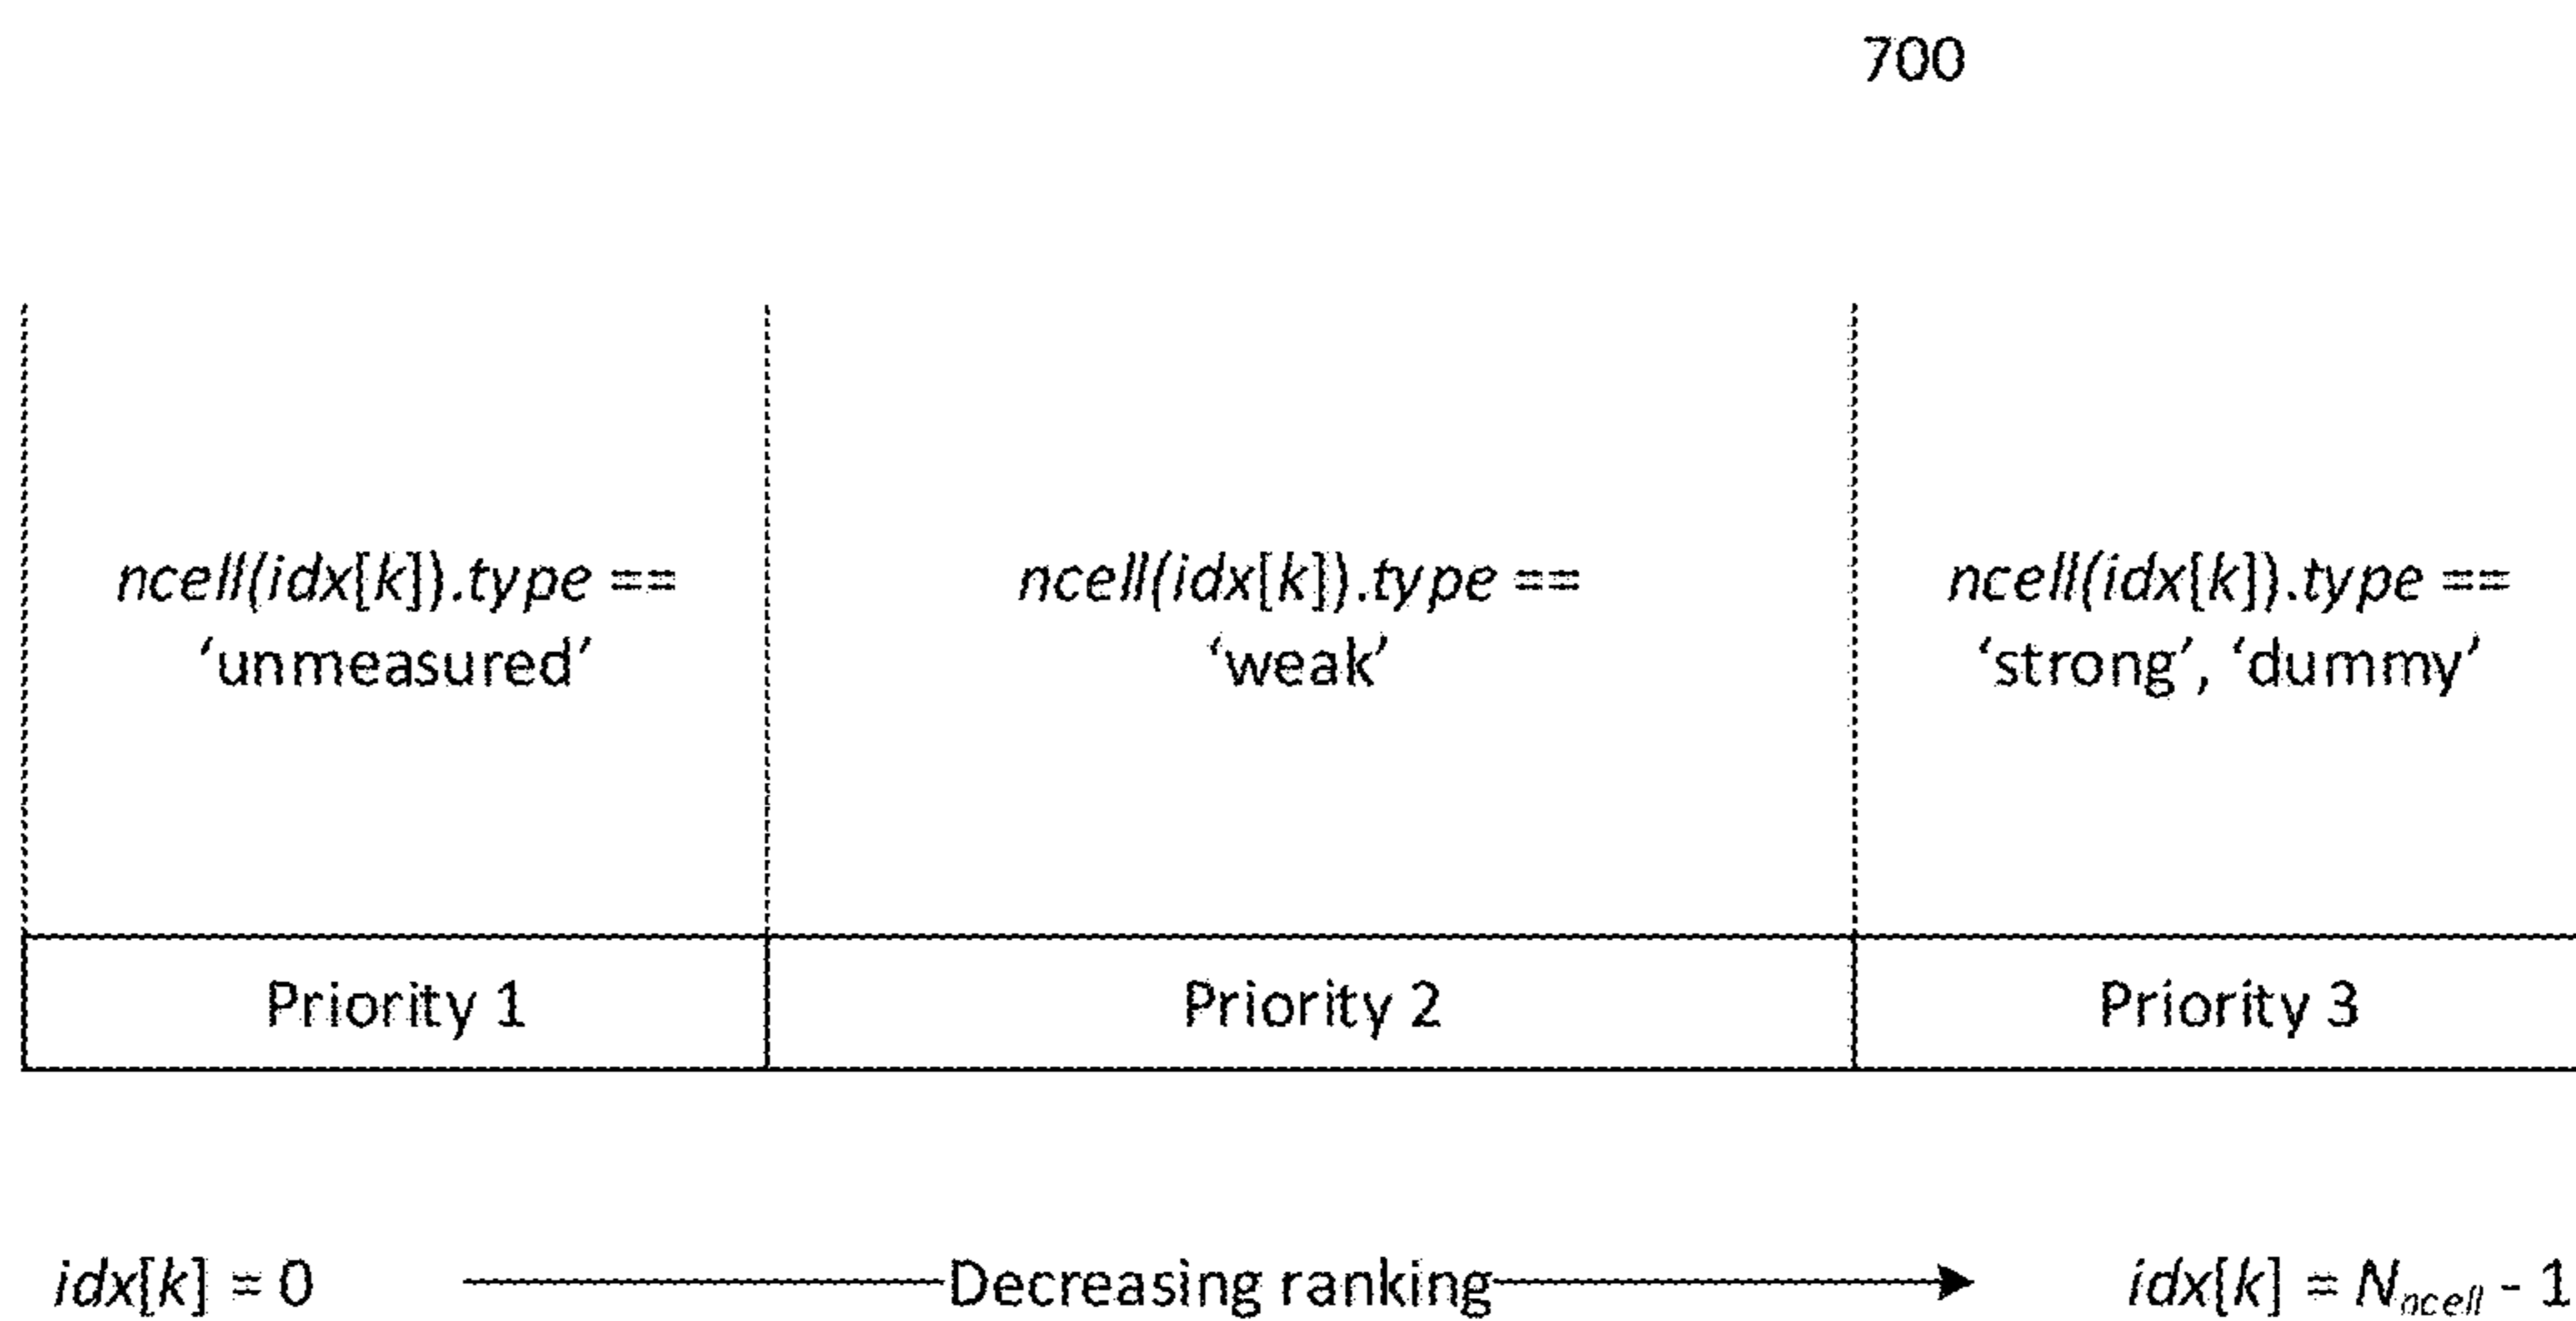 700
ncell(idx[k]).type ==
‘unmeasured’
ncell(idx[k]).type ==
‘weak’
ncell(idx[k]).type ==
‘strong’, ‘dummy’
Priority 1
Priority 2
Priority 3
idx[k] = 0
Decreasing ranking
idx[k] = Nncell - 1